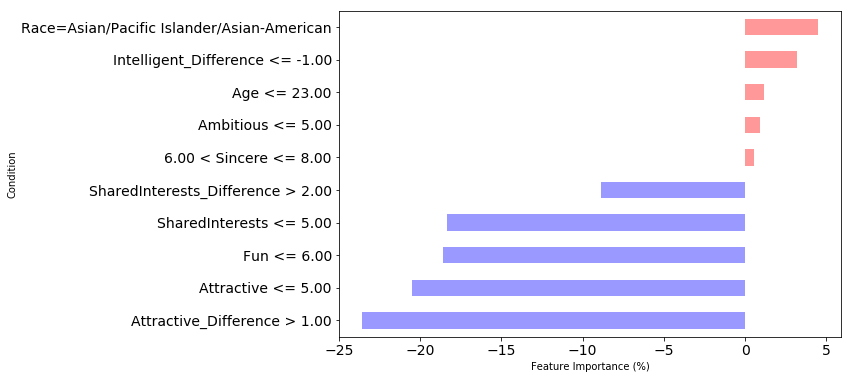 Race=Asian/Pacific Islander/Asian-American
Intelligent_Difference <= -1.00
Age <= 23.00
Ambitious <= 5.00
6.00 < Sincere <= 8.00
SharedInterests_Difference > 2.00
SharedInterests <= 5.00
Fun <= 6.00
Attractive <= 5.00
Attractive_Difference > 1.00
Condition
−25 −20 −15 −10 −5 0 5
Feature Importance (%)